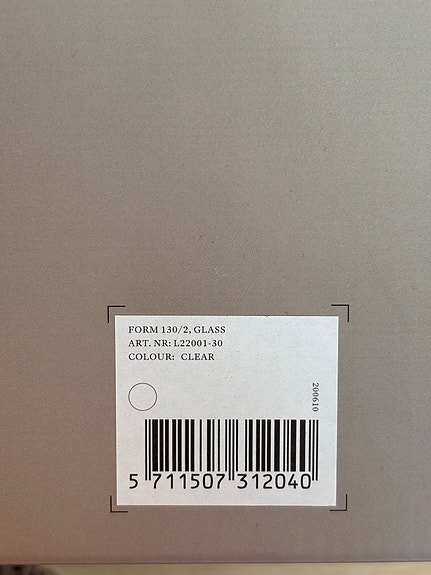 FORM 130/2, GLASS
ART. NR: L22001-30
COLOUR: CLEAR
200610
5 711507 312040